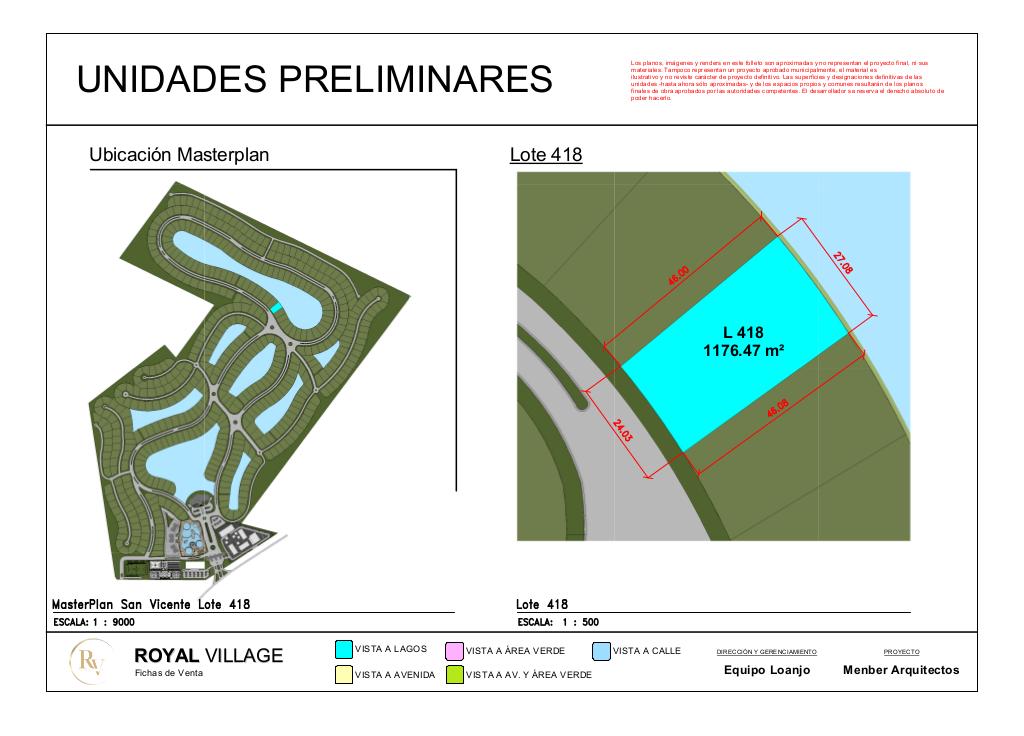 UNIDADES PRELIMINARES
Los planos, imágenes y renders en este folleto son aproximadas y no representan el proyecto final, ni sus
materiales. Tampoco representan un proyecto aprobado municipalmente, el material es
ilustrativo y no reviste carácter de proyecto definitivo. Las superficies y designaciones definitivas de las
unidades -hasta ahora sólo aproximadas- y de los espacios propios y comunes resultarán de los planos
finales de obra aprobados por las autoridades competentes. El desarrollador se reserva el derecho absoluto de
poder hacerlo.
Ubicación Masterplan
Lote 418
46.00
27.08
L 418
1176.47 m²
46.08
24.03
MasterPlan San Vicente Lote 418
ESCALA: 1 : 9000
Lote 418
ESCALA: 1 : 500
RV
ROYAL VILLAGE
Fichas de Venta
VISTA A LAGOS
VISTA A ÁREA VERDE
VISTA A CALLE
VISTA A AVENIDA
VISTA A AV. Y ÁREA VERDE
DIRECCIÓN Y GERENCIAMIENTO
Equipo Loanjo
PROYECTO
Menber Arquitectos